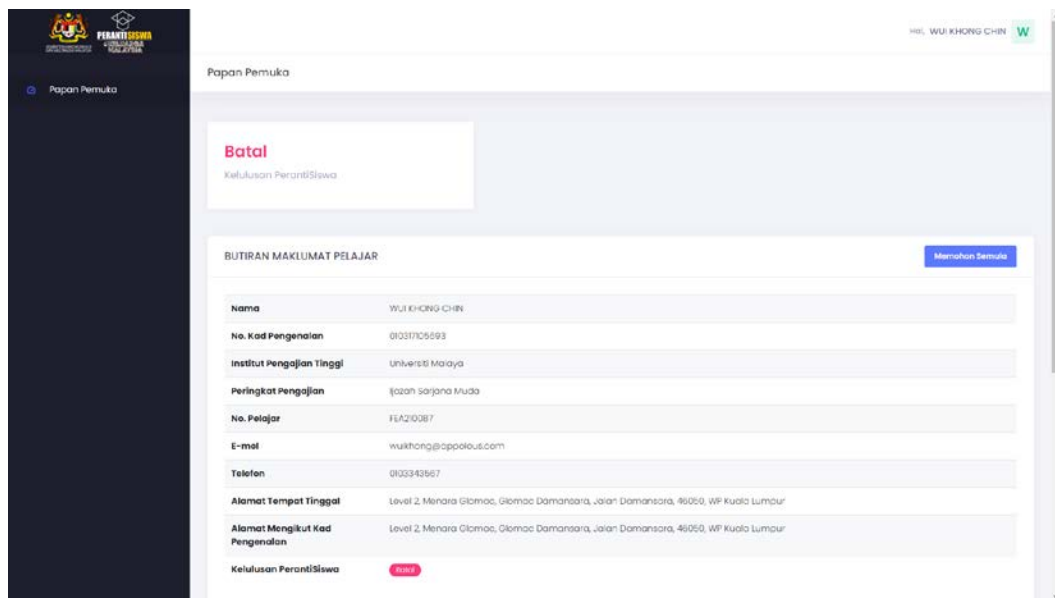 PERANTISISWA
KELUARGA
MALAYSIA
Hai, WUI KHONG CHIN W
Papan Pemuka
Papan Pemuka
Batal
Kelulusan PerantiSiswa
BUTIRAN MAKLUMAT PELAJAR
Memohon Semula
Nama WUI KHONG CHIN
No. Kad Pengenalan 010317105693
Institut Pengajian Tinggi Universiti Malaya
Peringkat Pengajian Ijazah Sarjana Muda
No. Pelajar FEA210087
E-mel wuikhong@appolous.com
Telefon 0103343567
Alamat Tempat Tinggal Level 2, Menara Glomac, Glomac Damansara, Jalan Damansara, 46050, WP Kuala Lumpur
Alamat Mengikut Kad Level 2, Menara Glomac, Glomac Damansara, Jalan Damansara, 46050, WP Kuala Lumpur
Pengenalan
Kelulusan PerantiSiswa Batal